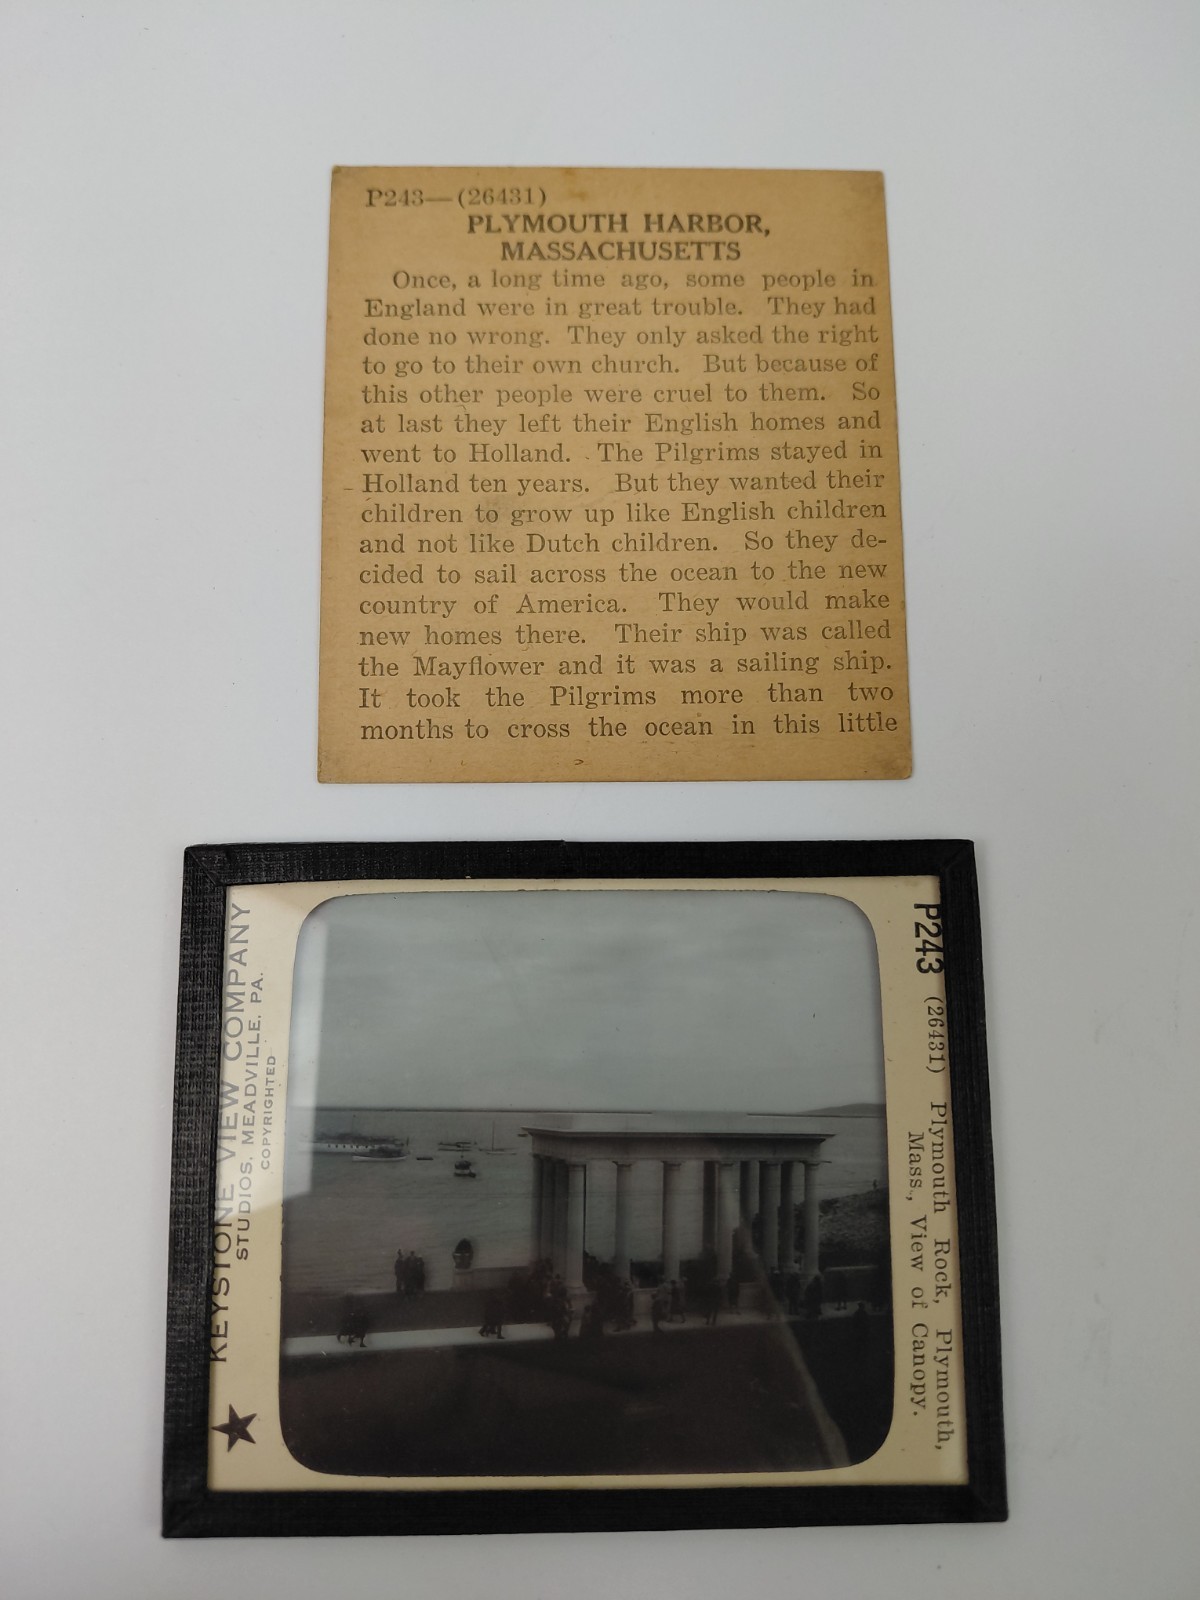 P243—(26431)
PLYMOUTH HARBOR,
MASSACHUSETTS
Once, a long time ago, some people in
England were in great trouble. They had
done no wrong. They only asked the right
to go to their own church. But because of
this other people were cruel to them. So
at last they left their English homes and
went to Holland. The Pilgrims stayed in
Holland ten years. But they wanted their
children to grow up like English children
and not like Dutch children. So they de-
cided to sail across the ocean to the new
country of America. They would make
new homes there. Their ship was called
the Mayflower and it was a sailing ship.
It took the Pilgrims more than two
months to cross the ocean in this little
KEYSTONE VIEW COMPANY
STUDIOS, MEADVILLE, PA.
COPYRIGHTED
P243 (26431) Plymouth Rock, Plymouth,
Mass., View of Canopy.